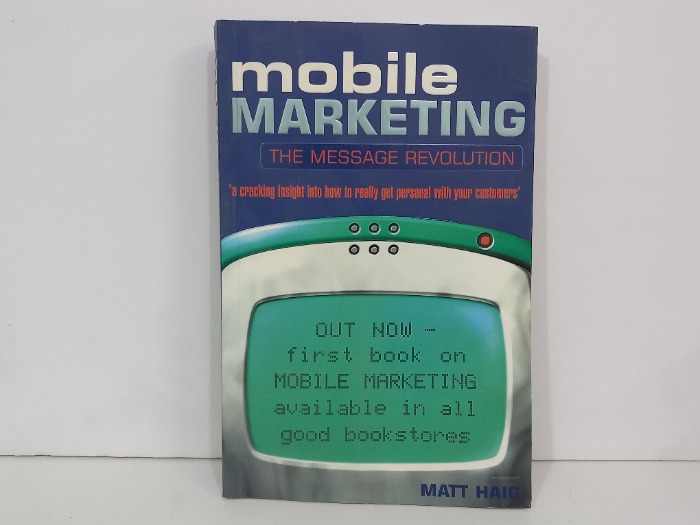 mobile
MARKETING
THE MESSAGE REVOLUTION
'a cracking insight into how to really get personal with your customers'
OUT NOW -
first book on
MOBILE MARKETING
available in all
good bookstores
MATT HAIG